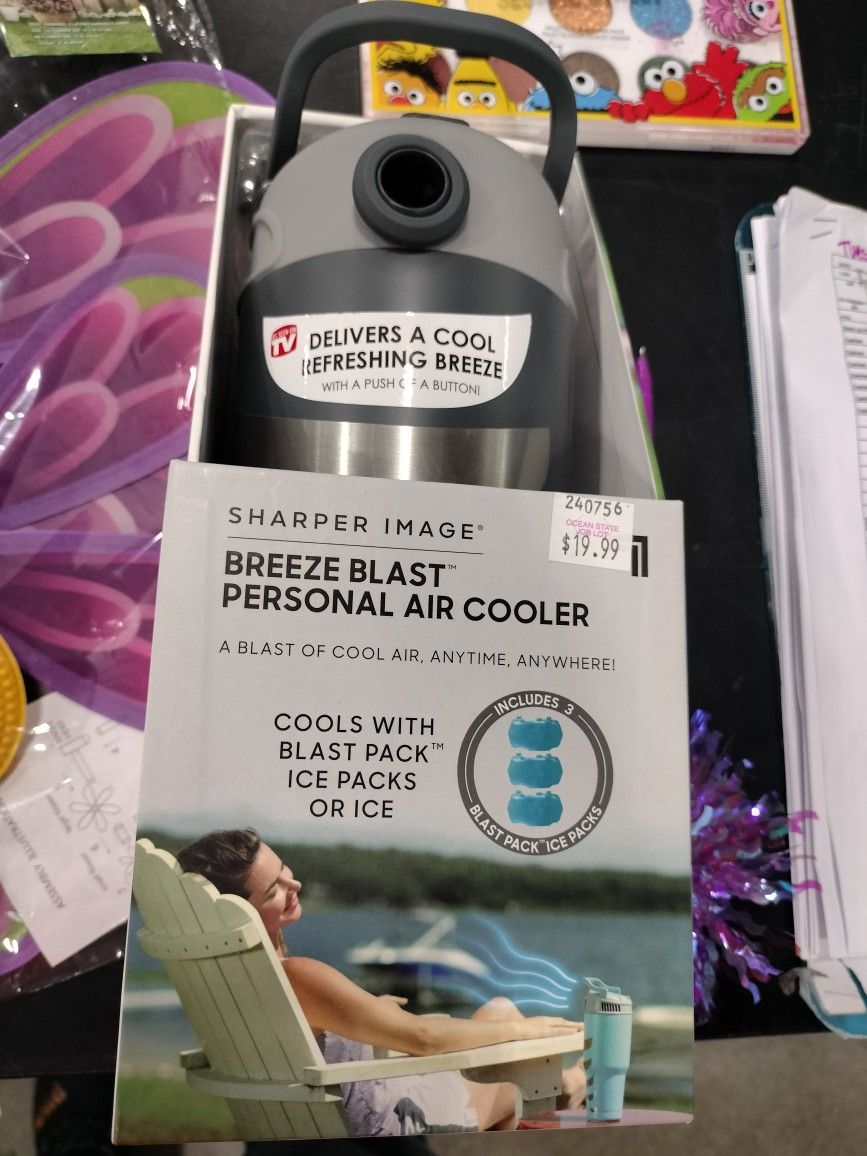 AS SEEN ON
TV
DELIVERS A COOL
REFRESHING BREEZE
WITH A PUSH OF A BUTTON!
SHARPER IMAGE®
240756
OCEAN STATE
JOB LOT
$19.99
BREEZE BLAST™
PERSONAL AIR COOLER
A BLAST OF COOL AIR, ANYTIME, ANYWHERE!
COOLS WITH
BLAST PACK™
ICE PACKS
OR ICE
INCLUDES 3
BLAST PACK™ ICE PACKS
ASSEMBLY ILLUSTRATION